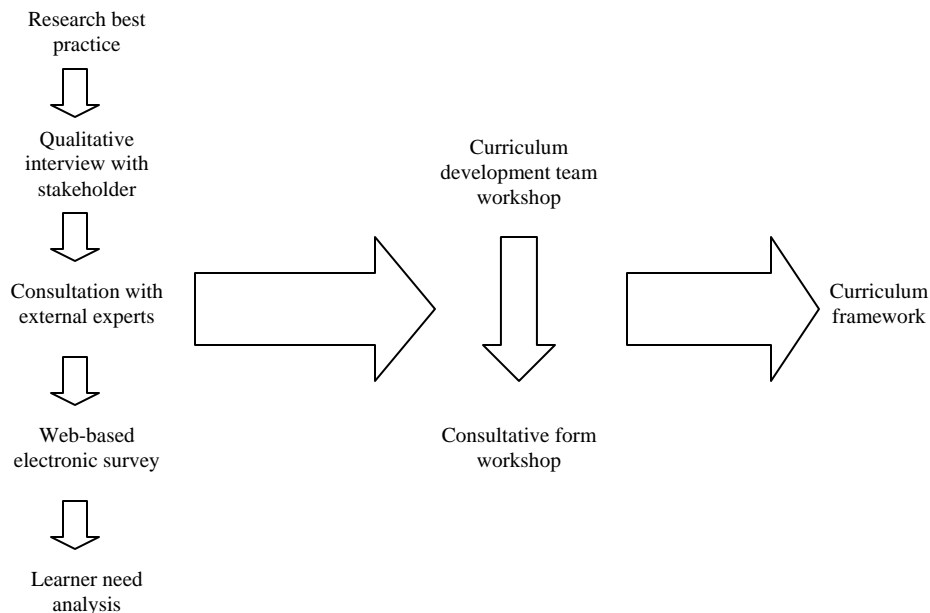 Research best
practice
Qualitative
interview with
stakeholder
Consultation with
external experts
Web-based
electronic survey
Learner need
analysis
Curriculum
development team
workshop
Consultative form
workshop
Curriculum
framework